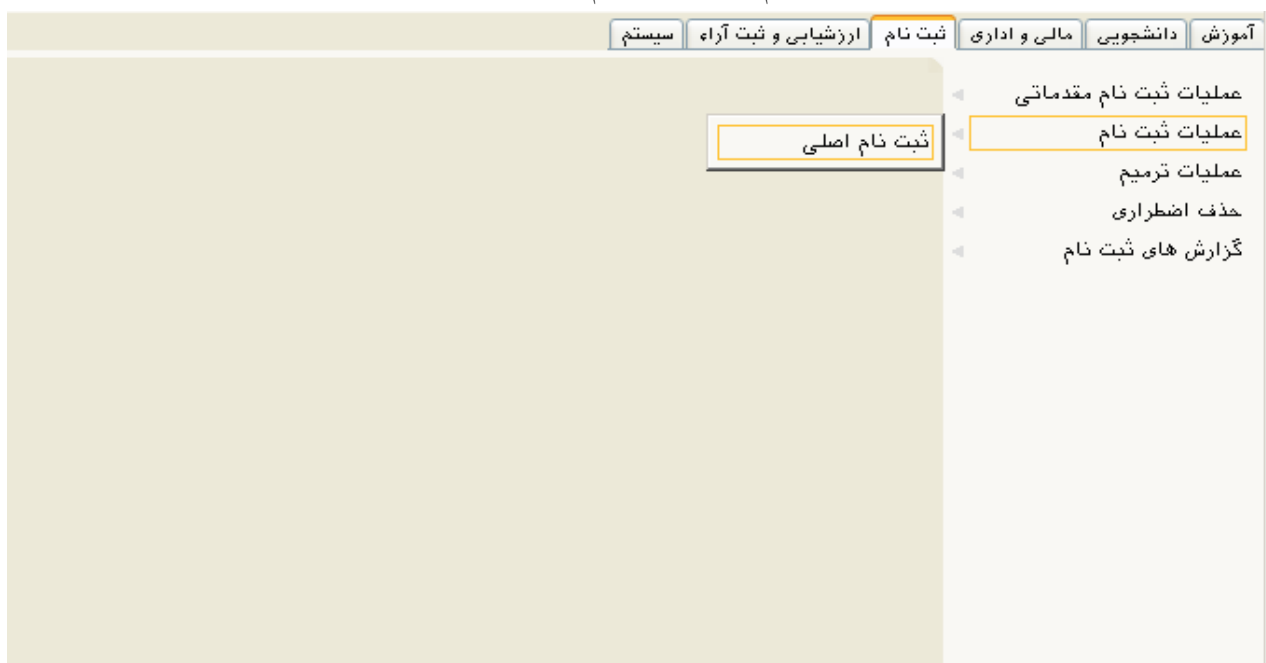 آموزش دانشجویی مالی و اداری ثبت نام ارزشیابی و ثبت آراء سیستم
عملیات ثبت نام مقدماتی
عملیات ثبت نام
ثبت نام اصلی
عملیات ترمیم
حذف اضطراری
گزارش های ثبت نام